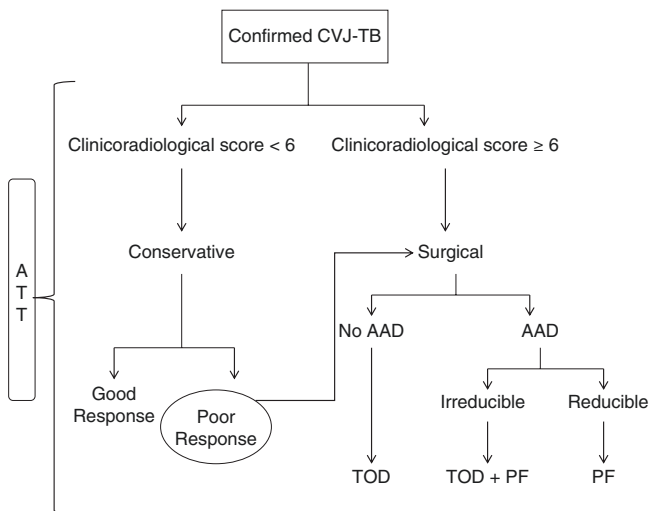 Confirmed CVJ-TB
Clinicoradiological score < 6
Clinicoradiological score ≥ 6
A
T
T
Conservative
Surgical
No AAD
AAD
Good
Response
Poor
Response
Irreducible
Reducible
TOD
TOD + PF
PF